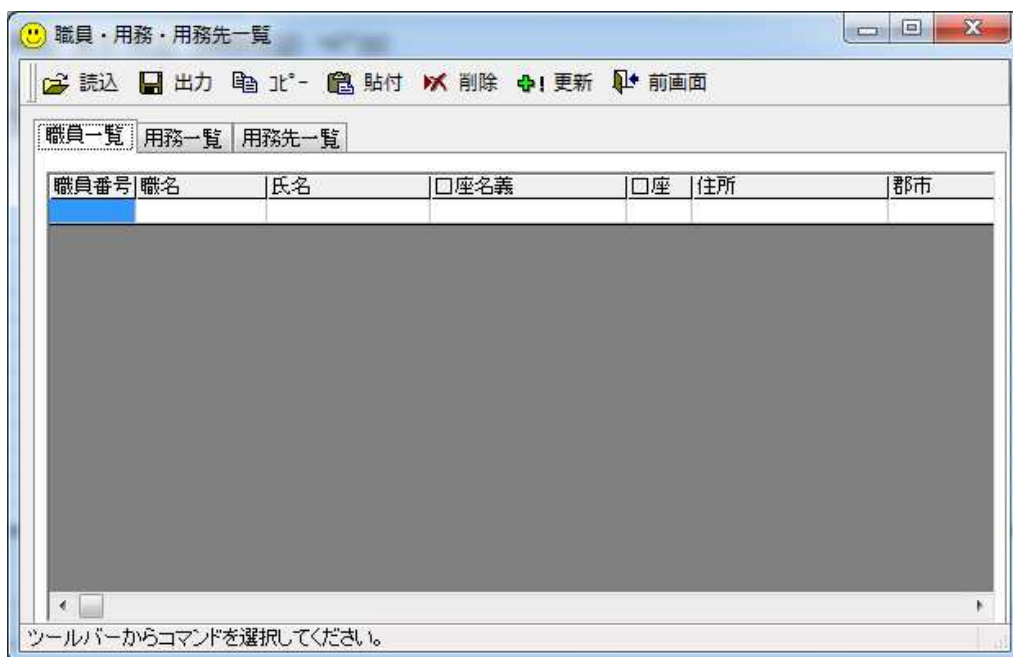 職員・用務・用務先一覧
読込 出力 ｺﾋﾟｰ 貼付 削除 更新 前画面
職員一覧 用務一覧 用務先一覧
職員番号 職名 氏名 口座名義 口座 住所 郡市
ツールバーからコマンドを選択してください。